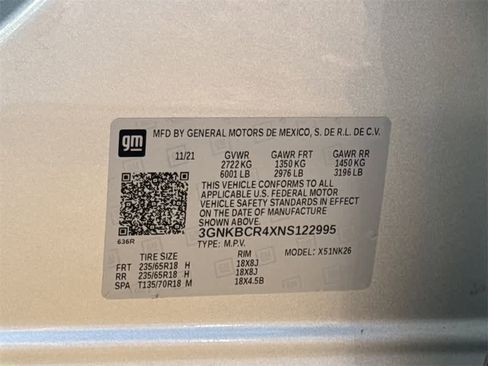 gm
MFD BY GENERAL MOTORS DE MEXICO, S. DE R.L. DE C.V.
11/21 GVWR GAWR FRT GAWR RR
2722 KG 1350 KG 1450 KG
6001 LB 2976 LB 3196 LB
THIS VEHICLE CONFORMS TO ALL
APPLICABLE U.S. FEDERAL MOTOR
VEHICLE SAFETY STANDARDS IN EFFECT
ON THE DATE OF MANUFACTURE
SHOWN ABOVE.
3GNKBCR4XNS122995
636R TYPE: M.P.V. MODEL: X51NK26
TIRE SIZE RIM
FRT 235/65R18 H 18X8J
RR 235/65R18 H 18X8J
SPA T135/70R18 M 18X4.5B